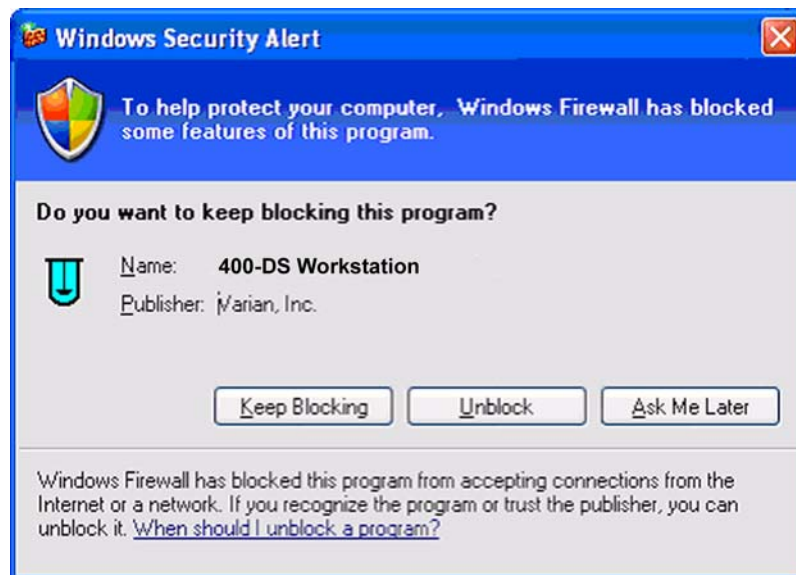 Windows Security Alert
To help protect your computer, Windows Firewall has blocked
some features of this program.
Do you want to keep blocking this program?
Name: 400-DS Workstation
Publisher: Varian, Inc.
Keep Blocking Unblock Ask Me Later
Windows Firewall has blocked this program from accepting connections from the
Internet or a network. If you recognize the program or trust the publisher, you can
unblock it. When should I unblock a program?